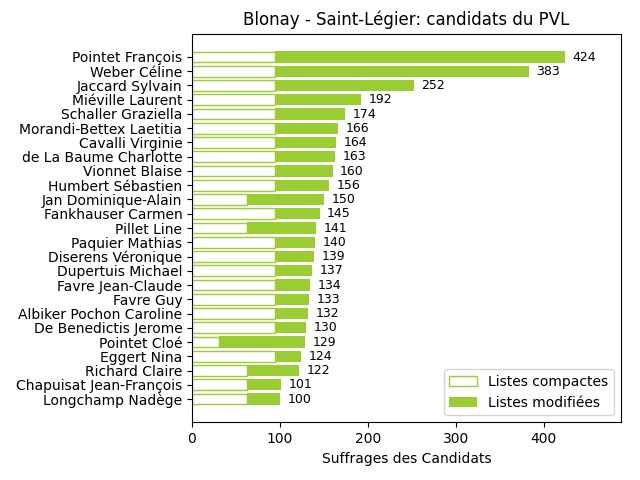 Blonay - Saint-Légier: candidats du PVL
Pointet François 424
Weber Céline 383
Jaccard Sylvain 252
Miéville Laurent 192
Schaller Graziella 174
Morandi-Bettex Laetitia 166
Cavalli Virginie 164
de La Baume Charlotte 163
Vionnet Blaise 160
Humbert Sébastien 156
Jan Dominique-Alain 150
Fankhauser Carmen 145
Pillet Line 141
Paquier Mathias 140
Diserens Véronique 139
Dupertuis Michael 137
Favre Jean-Claude 134
Favre Guy 133
Albiker Pochon Caroline 132
De Benedictis Jerome 130
Pointet Cloé 129
Eggert Nina 124
Richard Claire 122
Chapuisat Jean-François 101
Longchamp Nadège 100
Listes compactes
Listes modifiées
0 100 200 300 400
Suffrages des Candidats